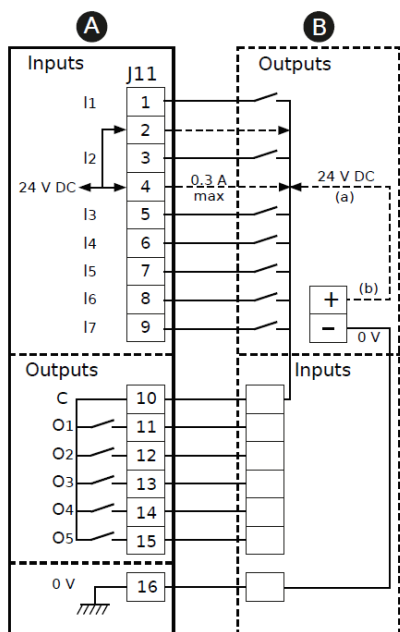 A B
Inputs Outputs
J11
I1 1
2
I2 3
24 V DC 4 0.3 A max 24 V DC (a)
I3 5
I4 6
I5 7
I6 8 + (b)
I7 9 − 0 V
Outputs Inputs
C 10
O1 11
O2 12
O3 13
O4 14
O5 15
0 V 16